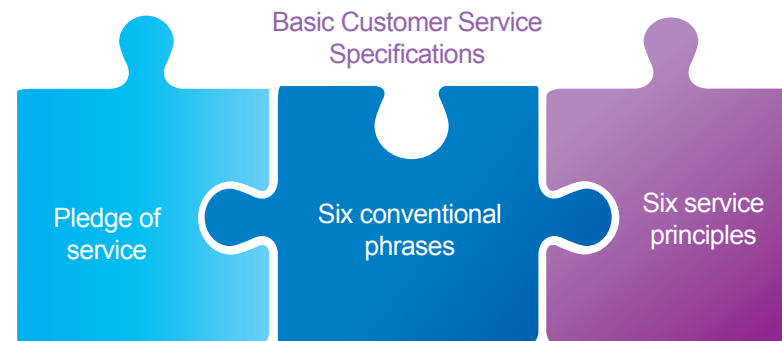 Basic Customer Service
Specifications
Pledge of
service
Six conventional
phrases
Six service
principles